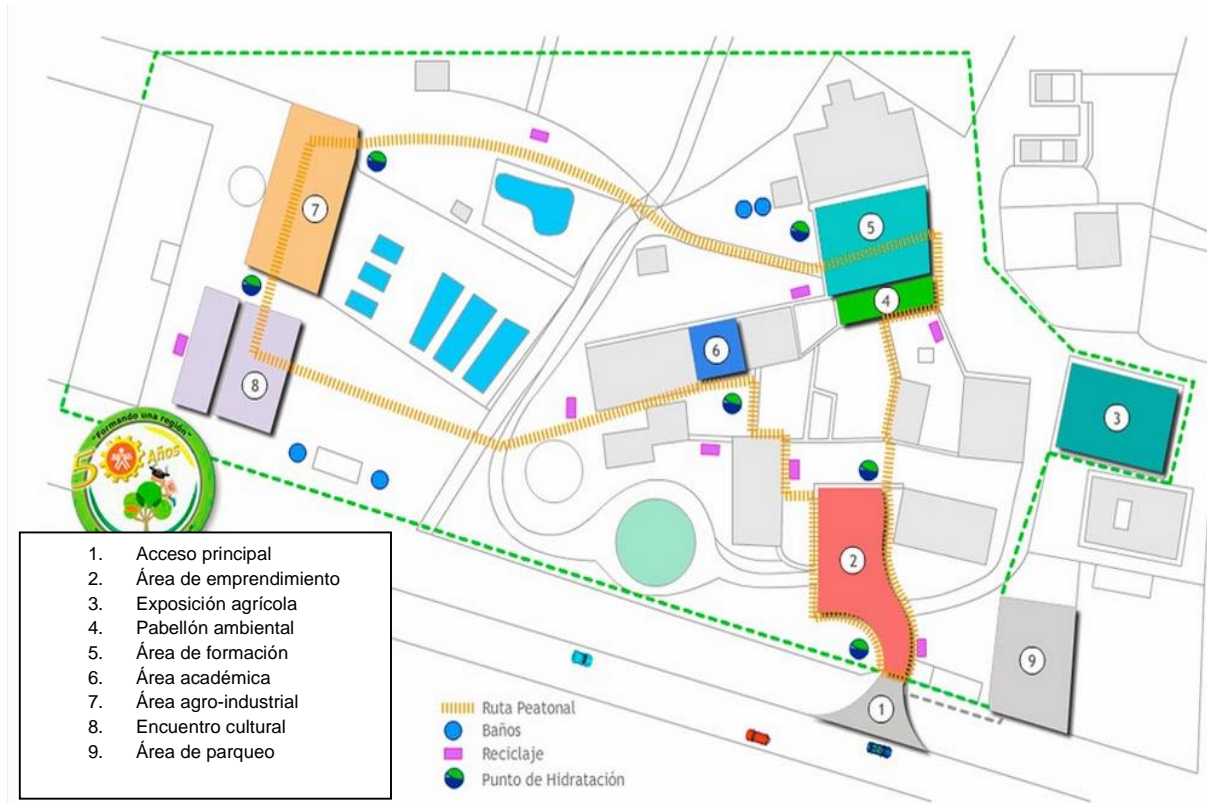 7
5
4
6
8
3
2
9
1
"Formando una región"
50 Años
1. Acceso principal
2. Área de emprendimiento
3. Exposición agrícola
4. Pabellón ambiental
5. Área de formación
6. Área académica
7. Área agro-industrial
8. Encuentro cultural
9. Área de parqueo
Ruta Peatonal
Baños
Reciclaje
Punto de Hidratación